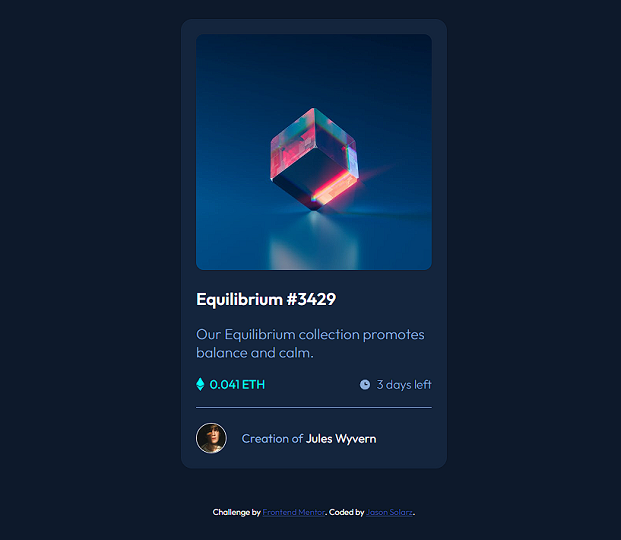 Equilibrium #3429
Our Equilibrium collection promotes
balance and calm.
0.041 ETH
3 days left
Creation of Jules Wyvern
Challenge by Frontend Mentor. Coded by Jason Solarz.